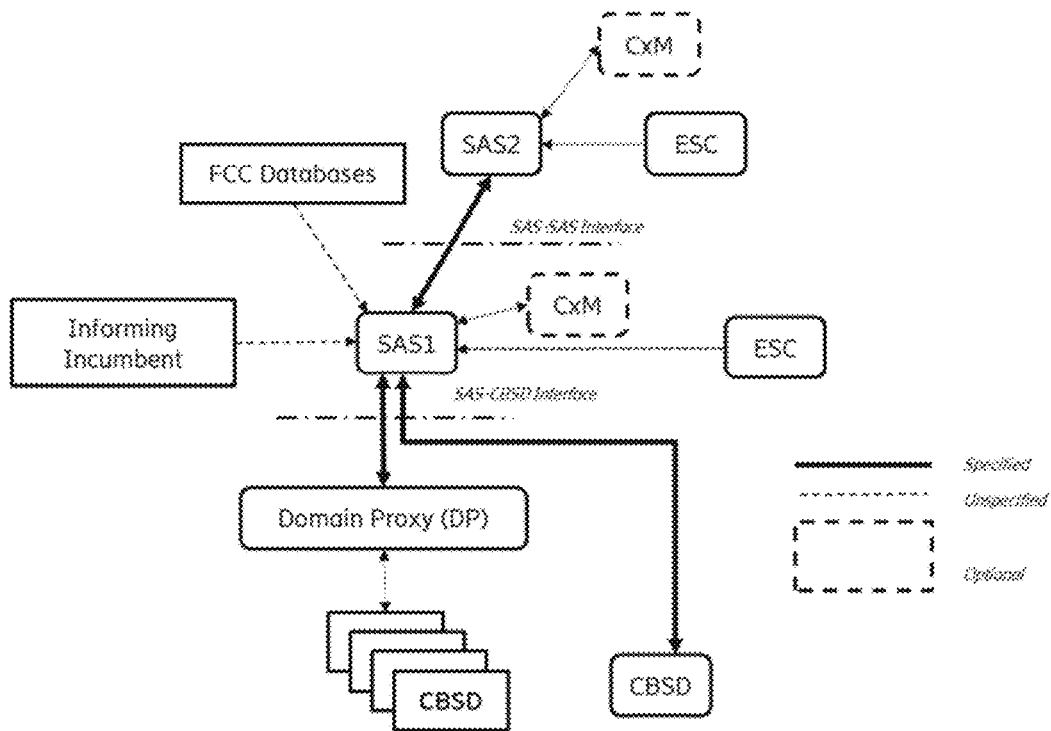 CxM
SAS2
ESC
FCC Databases
SAS-SAS Interface
CxM
Informing
Incumbent
SAS1
ESC
SAS-CBSD Interface
Specified
Unspecified
Domain Proxy (DP)
Optional
CBSD
CBSD